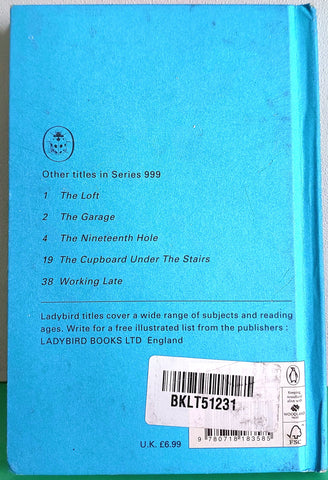 Other titles in Series 999
1 The Loft
2 The Garage
4 The Nineteenth Hole
19 The Cupboard Under The Stairs
38 Working Late
Ladybird titles cover a wide range of subjects and reading
ages. Write for a free illustrated list from the publishers :
LADYBIRD BOOKS LTD England
BKLT51231
U.K. £6.99
9 780718 183585
FSC